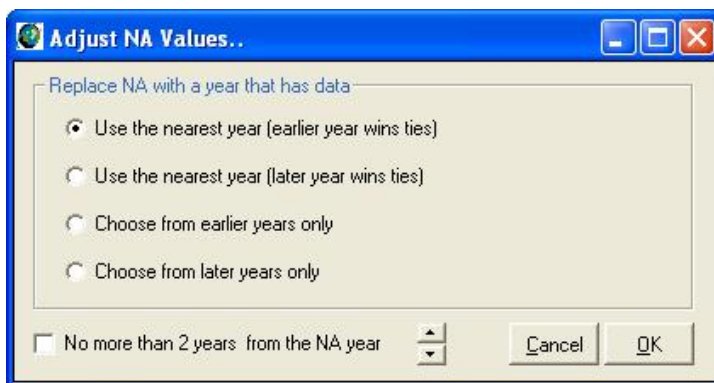 Adjust NA Values..
Replace NA with a year that has data
Use the nearest year (earlier year wins ties)
Use the nearest year (later year wins ties)
Choose from earlier years only
Choose from later years only
No more than 2 years from the NA year
Cancel
OK